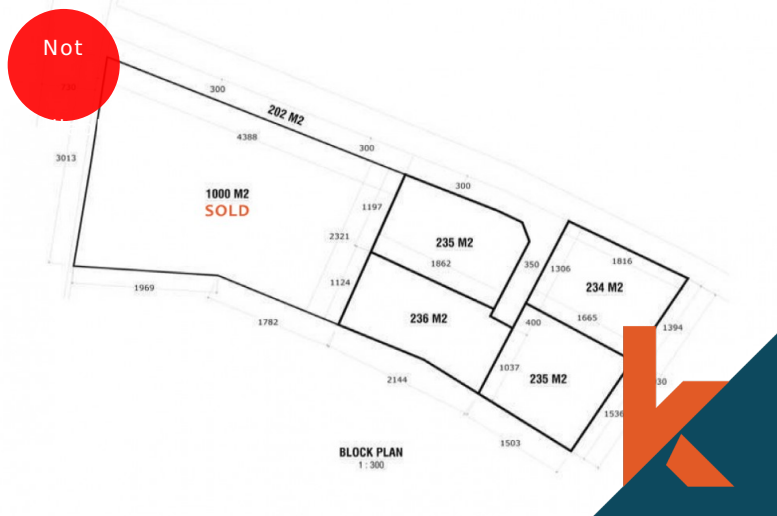 Not
300
202 M2
4388
300
3013
300
1000 M2
SOLD
1197
2321
235 M2
350
1816
1306
1862
234 M2
1124
1969
236 M2
400
1665
1782
1394
1037
2144
235 M2
1536
1503
BLOCK PLAN
1 : 300